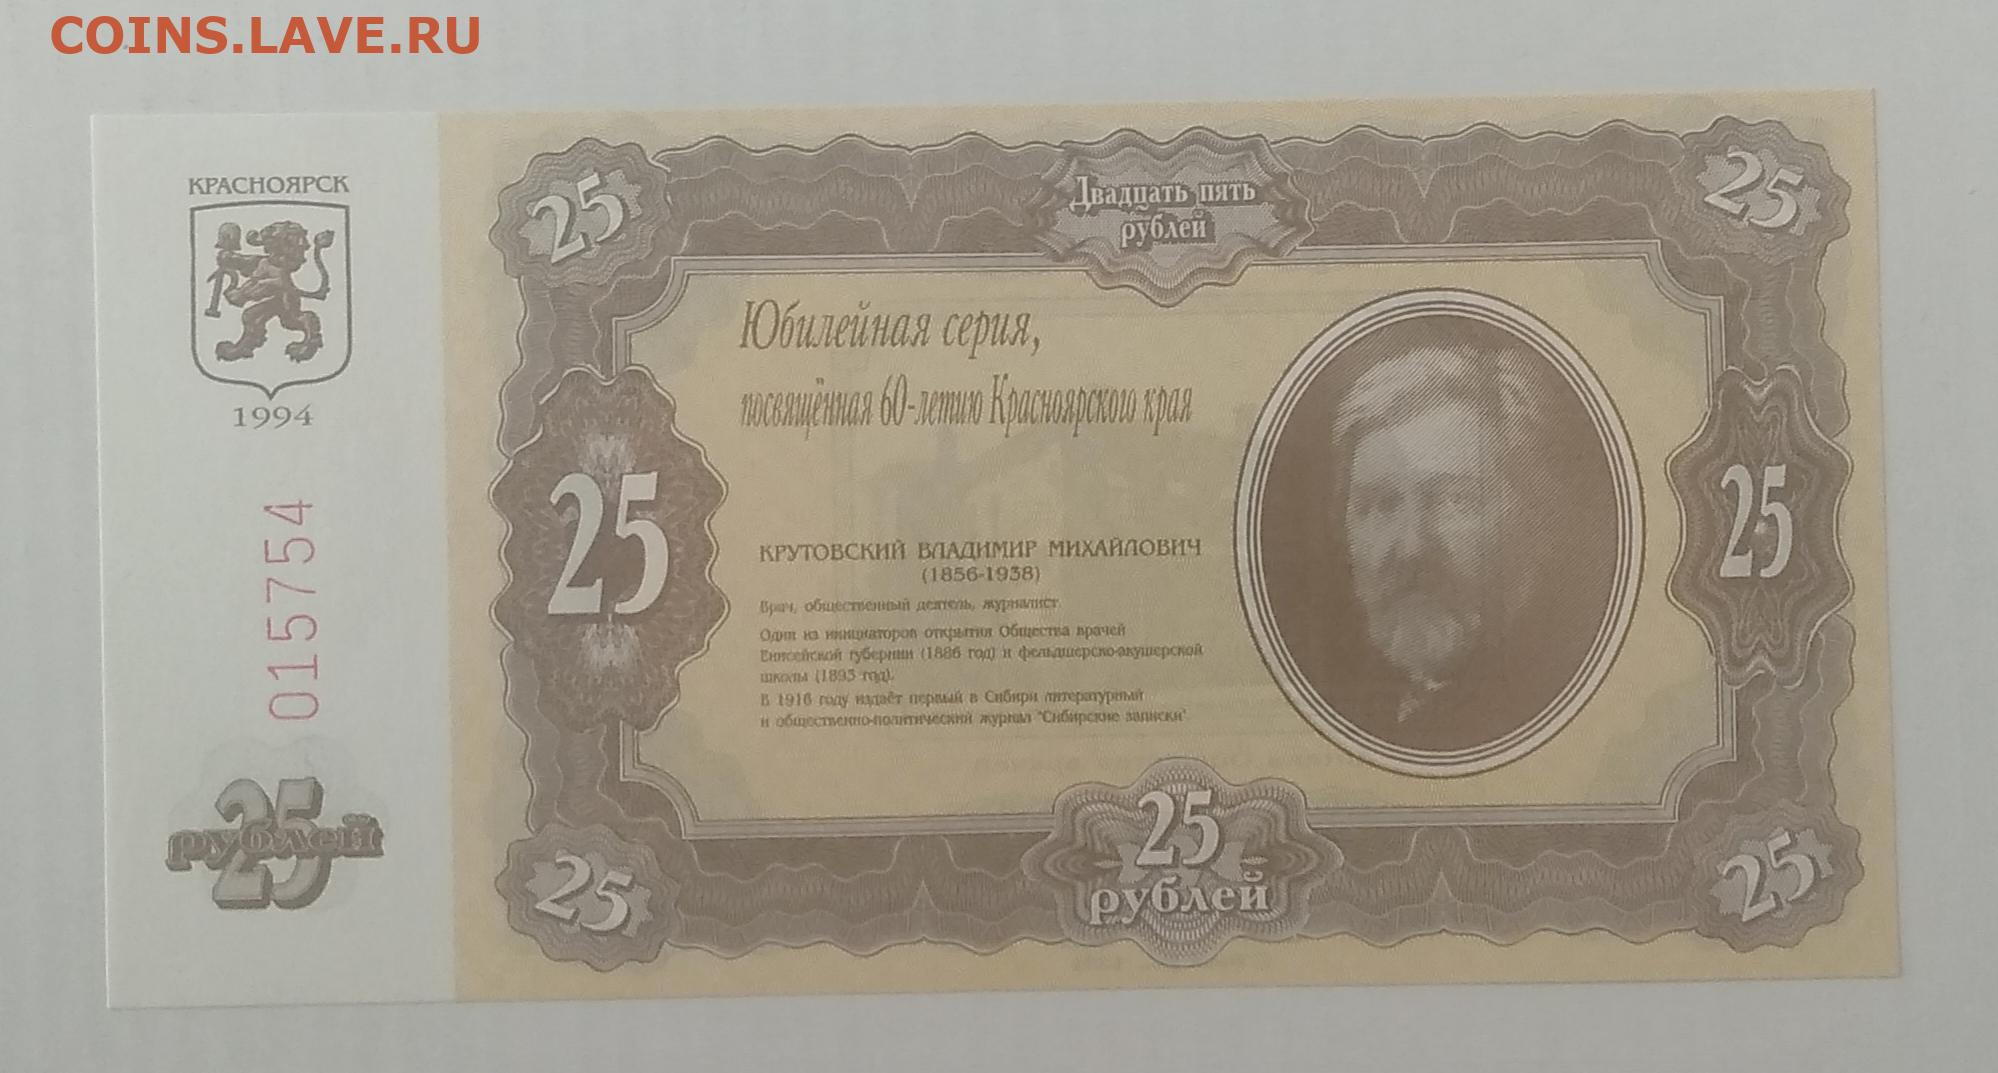 COINS.LAVE.RU
КРАСНОЯРСК
1994
015754
25
рублей
25
Двадцать пять
рублей
25
Юбилейная серия,
посвящённая 60-летию Красноярского края
25
25
КРУТОВСКИЙ ВЛАДИМИР МИХАЙЛОВИЧ
(1856-1938)
Врач, общественный деятель, журналист.
Один из инициаторов открытия Общества врачей
Енисейской губернии (1886 год) и фельдшерско-акушерской
школы (1893 год).
В 1916 году издаёт первый в Сибири литературный
и общественно-политический журнал "Сибирские записки".
25
25
рублей
25